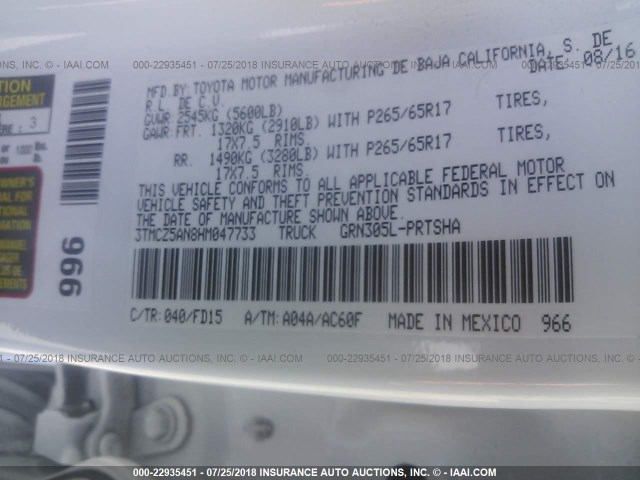 000-22935451 - 07/25/2018 INSURANCE AUTO AUCTIONS CORP. © - IAAI.COM
MFD BY: TOYOTA MOTOR MANUFACTURING DE BAJA CALIFORNIA, S. DE
R.L. DE C.V. DATE: 08/16
GVWR 2545KG (5600LB)
GAWR: FRT. 1320KG (2910LB) WITH P265/65R17 TIRES,
17X7.5 RIMS.
RR. 1490KG (3280LB) WITH P265/65R17 TIRES,
17X7.5 RIMS.
THIS VEHICLE CONFORMS TO ALL APPLICABLE FEDERAL MOTOR
VEHICLE SAFETY AND THEFT PREVENTION STANDARDS IN EFFECT ON
THE DATE OF MANUFACTURE SHOWN ABOVE.
3TMCZ5AN8HM047733 TRUCK GRN305L-PRTSHA
C/TR: 040/FD15 A/TM: A04A/AC60F MADE IN MEXICO 966
966
3
000-22935451 - 07/25/2018 INSURANCE AUTO AUCTIONS CORP. © - IAAI.COM
000-22935451 - 07/25/2018 INSURANCE AUTO AUCTIONS CORP. © - IAAI.COM